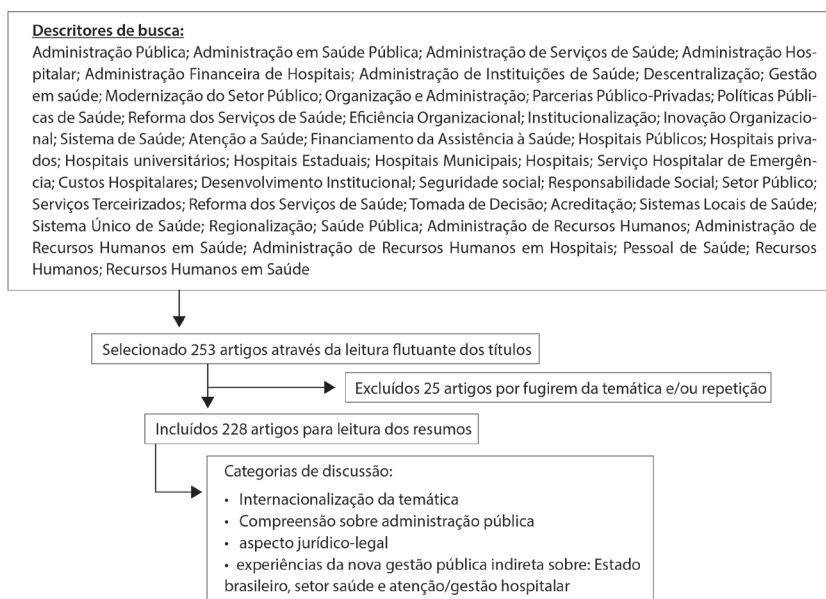 Descritores de busca:
Administração Pública; Administração em Saúde Pública; Administração de Serviços de Saúde; Administração Hos-
pitalar; Administração Financeira de Hospitais; Administração de Instituições de Saúde; Descentralização; Gestão
em saúde; Modernização do Setor Público; Organização e Administração; Parcerias Público-Privadas; Políticas Públi-
cas de Saúde; Reforma dos Serviços de Saúde; Eficiência Organizacional; Institucionalização; Inovação Organizacio-
nal; Sistema de Saúde; Atenção a Saúde; Financiamento da Assistência à Saúde; Hospitais Públicos; Hospitais priva-
dos; Hospitais universitários; Hospitais Estaduais; Hospitais Municipais; Hospitais; Serviço Hospitalar de Emergên-
cia; Custos Hospitalares; Desenvolvimento Institucional; Seguridade social; Responsabilidade Social; Setor Público;
Serviços Terceirizados; Reforma dos Serviços de Saúde; Tomada de Decisão; Acreditação; Sistemas Locais de Saúde;
Sistema Único de Saúde; Regionalização; Saúde Pública; Administração de Recursos Humanos; Administração de
Recursos Humanos em Saúde; Administração de Recursos Humanos em Hospitais; Pessoal de Saúde; Recursos
Humanos; Recursos Humanos em Saúde
Selecionado 253 artigos através da leitura flutuante dos títulos
Excluídos 25 artigos por fugirem da temática e/ou repetição
Incluídos 228 artigos para leitura dos resumos
Categorias de discussão:
• Internacionalização da temática
• Compreensão sobre administração pública
• aspecto jurídico-legal
• experiências da nova gestão pública indireta sobre: Estado
brasileiro, setor saúde e atenção/gestão hospitalar